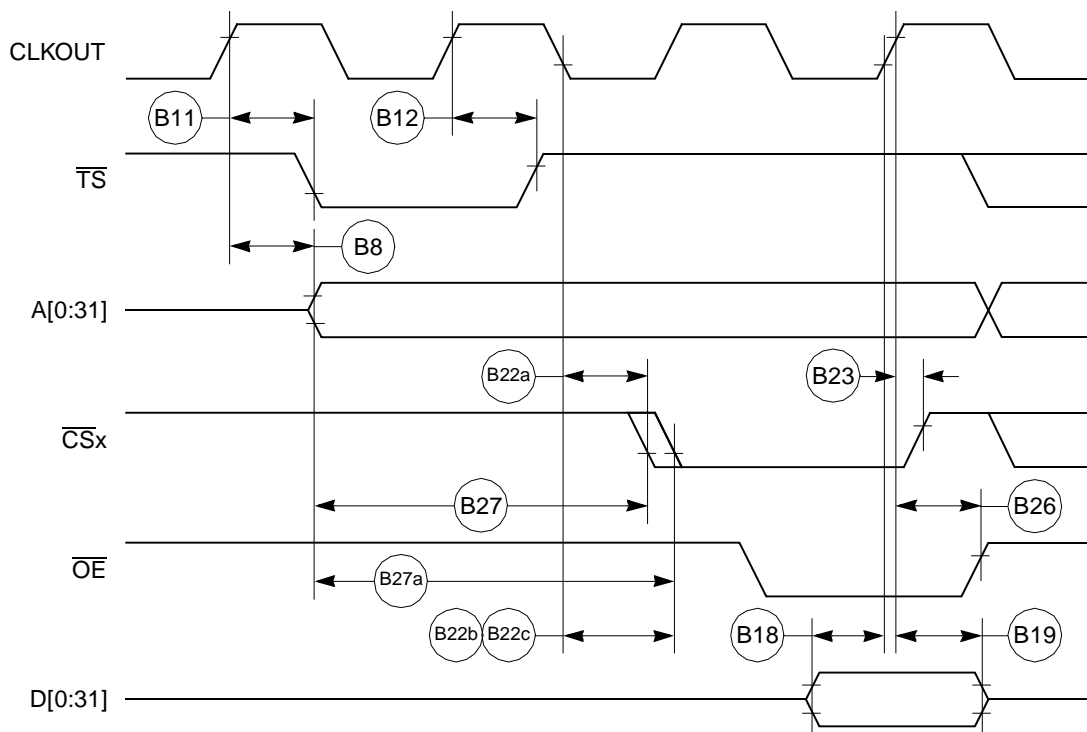 CLKOUT
B11
B12
TS
B8
A[0:31]
B22a
B23
CSx
B27
B26
OE
B27a
B22b B22c
B18
B19
D[0:31]